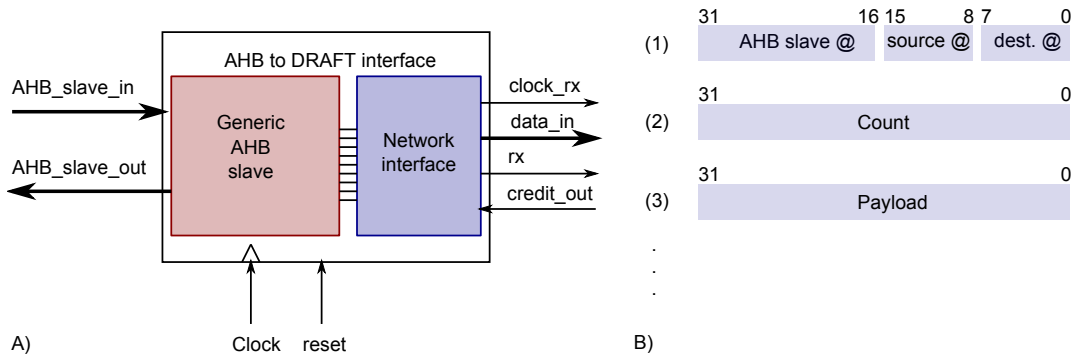 AHB to DRAFT interface
AHB_slave_in
AHB_slave_out
Generic
AHB
slave
Network
interface
clock_rx
data_in
rx
credit_out
Clock
reset
A)
31 16 15 8 7 0
(1) AHB slave @ source @ dest. @
31 0
(2) Count
31 0
(3) Payload
.
.
.
B)